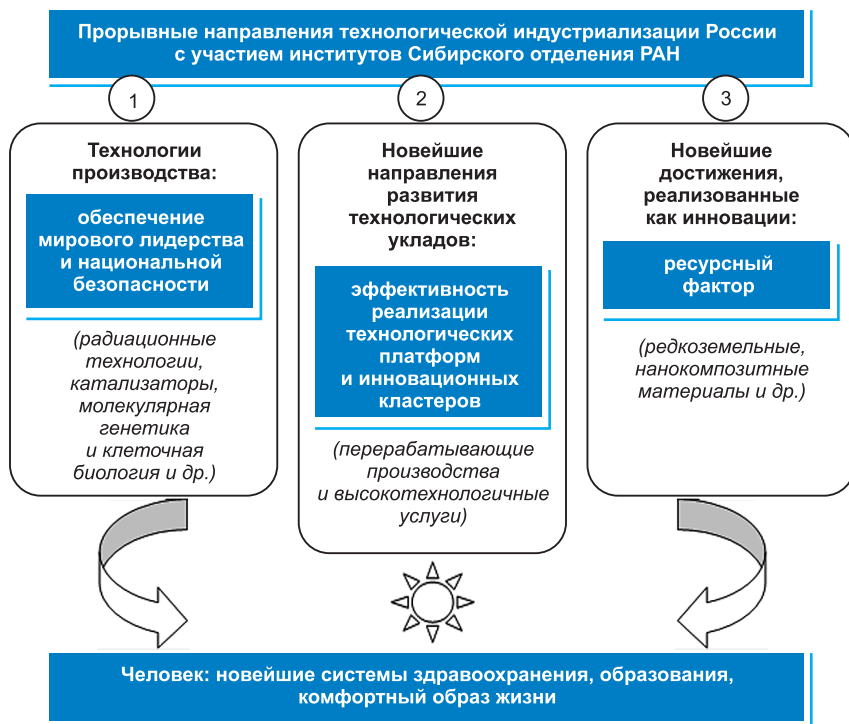 Прорывные направления технологической индустриализации России
с участием институтов Сибирского отделения РАН
1
Технологии
производства:
обеспечение
мирового лидерства
и национальной
безопасности
(радиационные
технологии,
катализаторы,
молекулярная
генетика
и клеточная
биология и др.)
2
Новейшие
направления
развития
технологических
укладов:
эффективность
реализации
технологических
платформ
и инновационных
кластеров
(перерабатывающие
производства
и высокотехнологичные
услуги)
3
Новейшие
достижения,
реализованные
как инновации:
ресурсный
фактор
(редкоземельные,
нанокомпозитные
материалы и др.)
Человек: новейшие системы здравоохранения, образования,
комфортный образ жизни